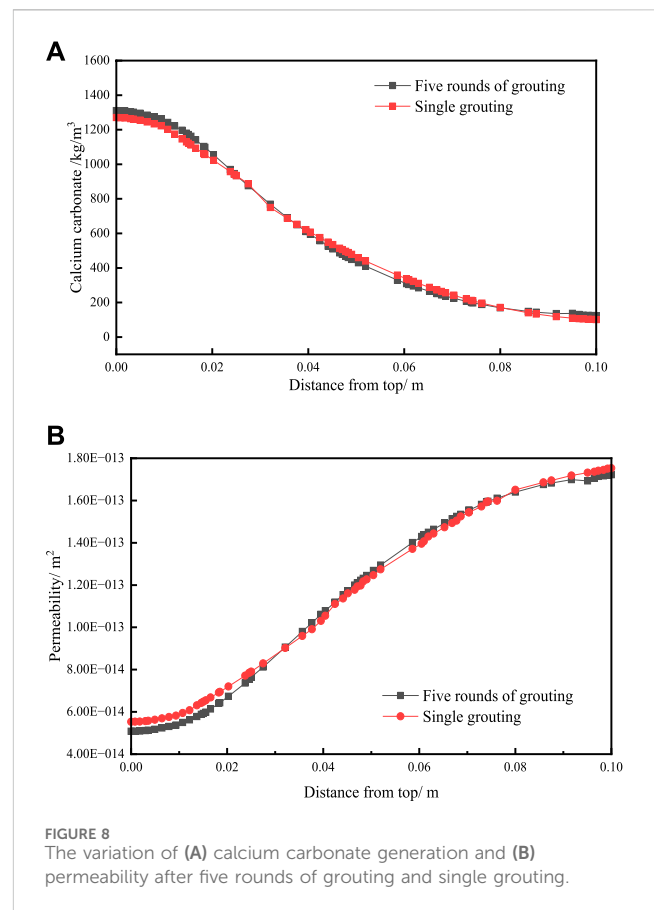 A
1600
1400
1200
1000
800
600
400
200
0
Calcium carbonate /kg/m³
Five rounds of grouting
Single grouting
0.00 0.02 0.04 0.06 0.08 0.10
Distance from top/ m
B
1.80E−013
1.60E−013
1.40E−013
1.20E−013
1.00E−013
8.00E−014
6.00E−014
4.00E−014
Permeability/ m²
Five rounds of grouting
Single grouting
0.00 0.02 0.04 0.06 0.08 0.10
Distance from top/ m
FIGURE 8
The variation of (A) calcium carbonate generation and (B)
permeability after five rounds of grouting and single grouting.